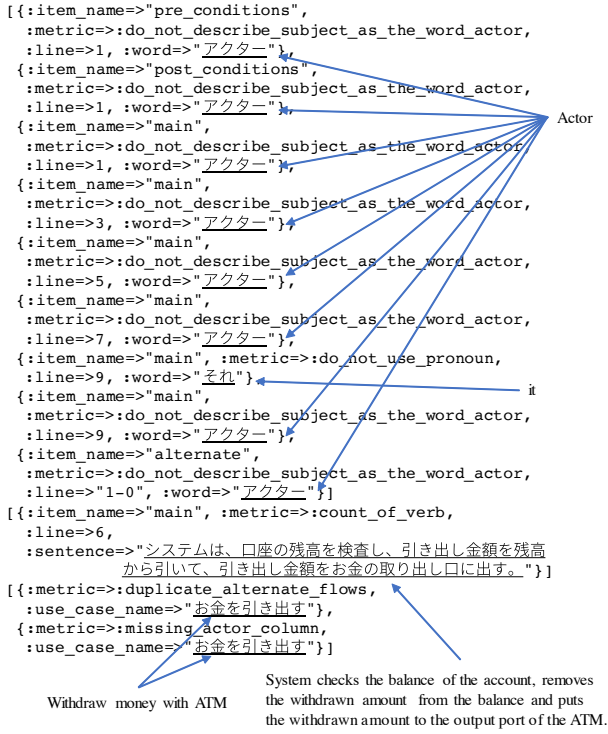 [{:item_name=>"pre_conditions",
:metric=>:do_not_describe_subject_as_the_word_actor,
:line=>1, :word=>"アクター"},
{:item_name=>"post_conditions",
:metric=>:do_not_describe_subject_as_the_word_actor,
:line=>1, :word=>"アクター"},
Actor
{:item_name=>"main",
:metric=>:do_not_describe_subject_as_the_word_actor,
:line=>1, :word=>"アクター"},
{:item_name=>"main",
:metric=>:do_not_describe_subject_as_the_word_actor,
:line=>3, :word=>"アクター"},
{:item_name=>"main",
:metric=>:do_not_describe_subject_as_the_word_actor,
:line=>5, :word=>"アクター"},
{:item_name=>"main",
:metric=>:do_not_describe_subject_as_the_word_actor,
:line=>7, :word=>"アクター"},
{:item_name=>"main", :metric=>:do_not_use_pronoun,
:line=>9, :word=>"それ"},
it
{:item_name=>"main",
:metric=>:do_not_describe_subject_as_the_word_actor,
:line=>9, :word=>"アクター"},
{:item_name=>"alternate",
:metric=>:do_not_describe_subject_as_the_word_actor,
:line=>"1-0", :word=>"アクター"}]
[{:item_name=>"main", :metric=>:count_of_verb,
:line=>6,
:sentence=>"システムは、口座の残高を検査し、引き出し金額を残高
から引いて、引き出し金額をお金の取り出し口に出す。"}]
[{:metric=>:duplicate_alternate_flows,
:use_case_name=>"お金を引き出す"},
{:metric=>:missing_actor_column,
:use_case_name=>"お金を引き出す"}]
Withdraw money with ATM
System checks the balance of the account, removes
the withdrawn amount from the balance and puts
the withdrawn amount to the output port of the ATM.